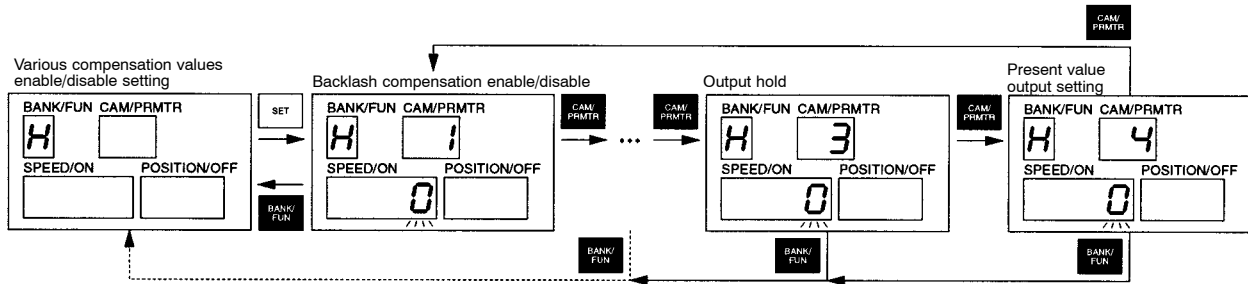 CAM/
PRMTR
Various compensation values
enable/disable setting
BANK/FUN CAM/PRMTR
H
SPEED/ON POSITION/OFF
SET
BANK/
FUN
Backlash compensation enable/disable
BANK/FUN CAM/PRMTR
H 1
SPEED/ON POSITION/OFF
0
CAM/
PRMTR
...
CAM/
PRMTR
Output hold
BANK/FUN CAM/PRMTR
H 3
SPEED/ON POSITION/OFF
0
CAM/
PRMTR
Present value
output setting
BANK/FUN CAM/PRMTR
H 4
SPEED/ON POSITION/OFF
0
BANK/
FUN
BANK/
FUN
BANK/
FUN